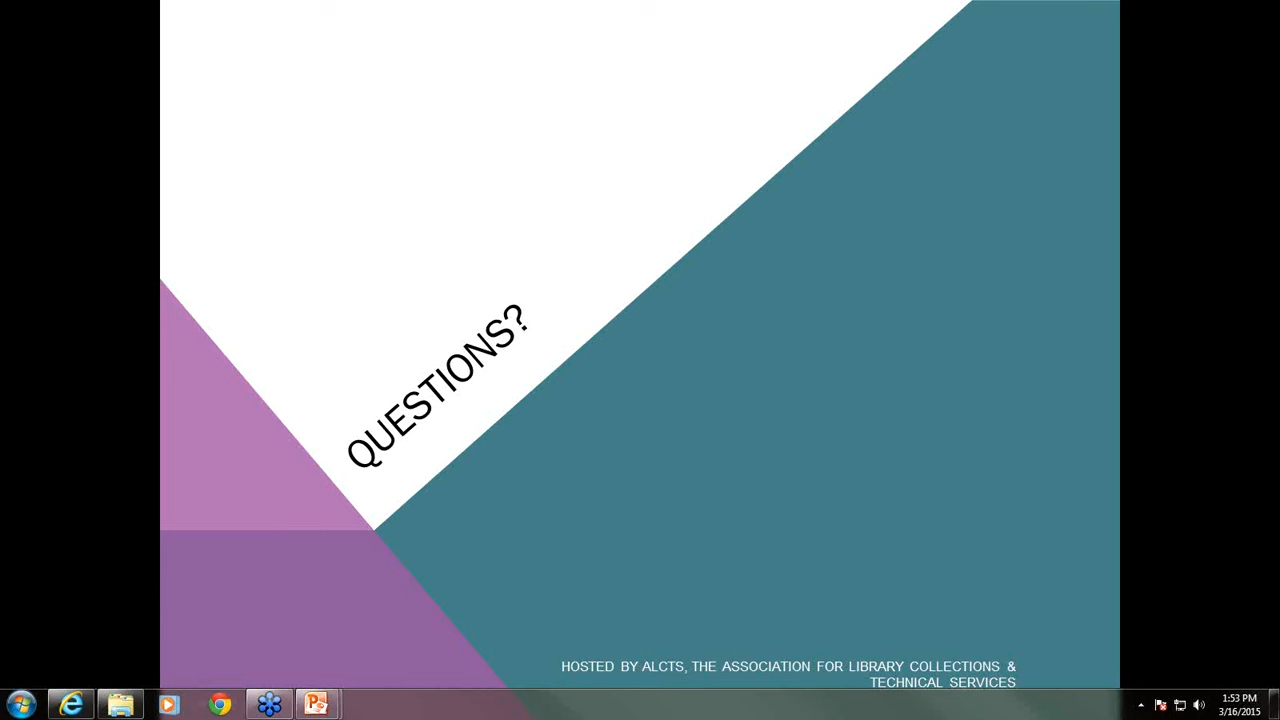 QUESTIONS?
HOSTED BY ALCTS, THE ASSOCIATION FOR LIBRARY COLLECTIONS &
TECHNICAL SERVICES
1:53 PM
3/16/2015